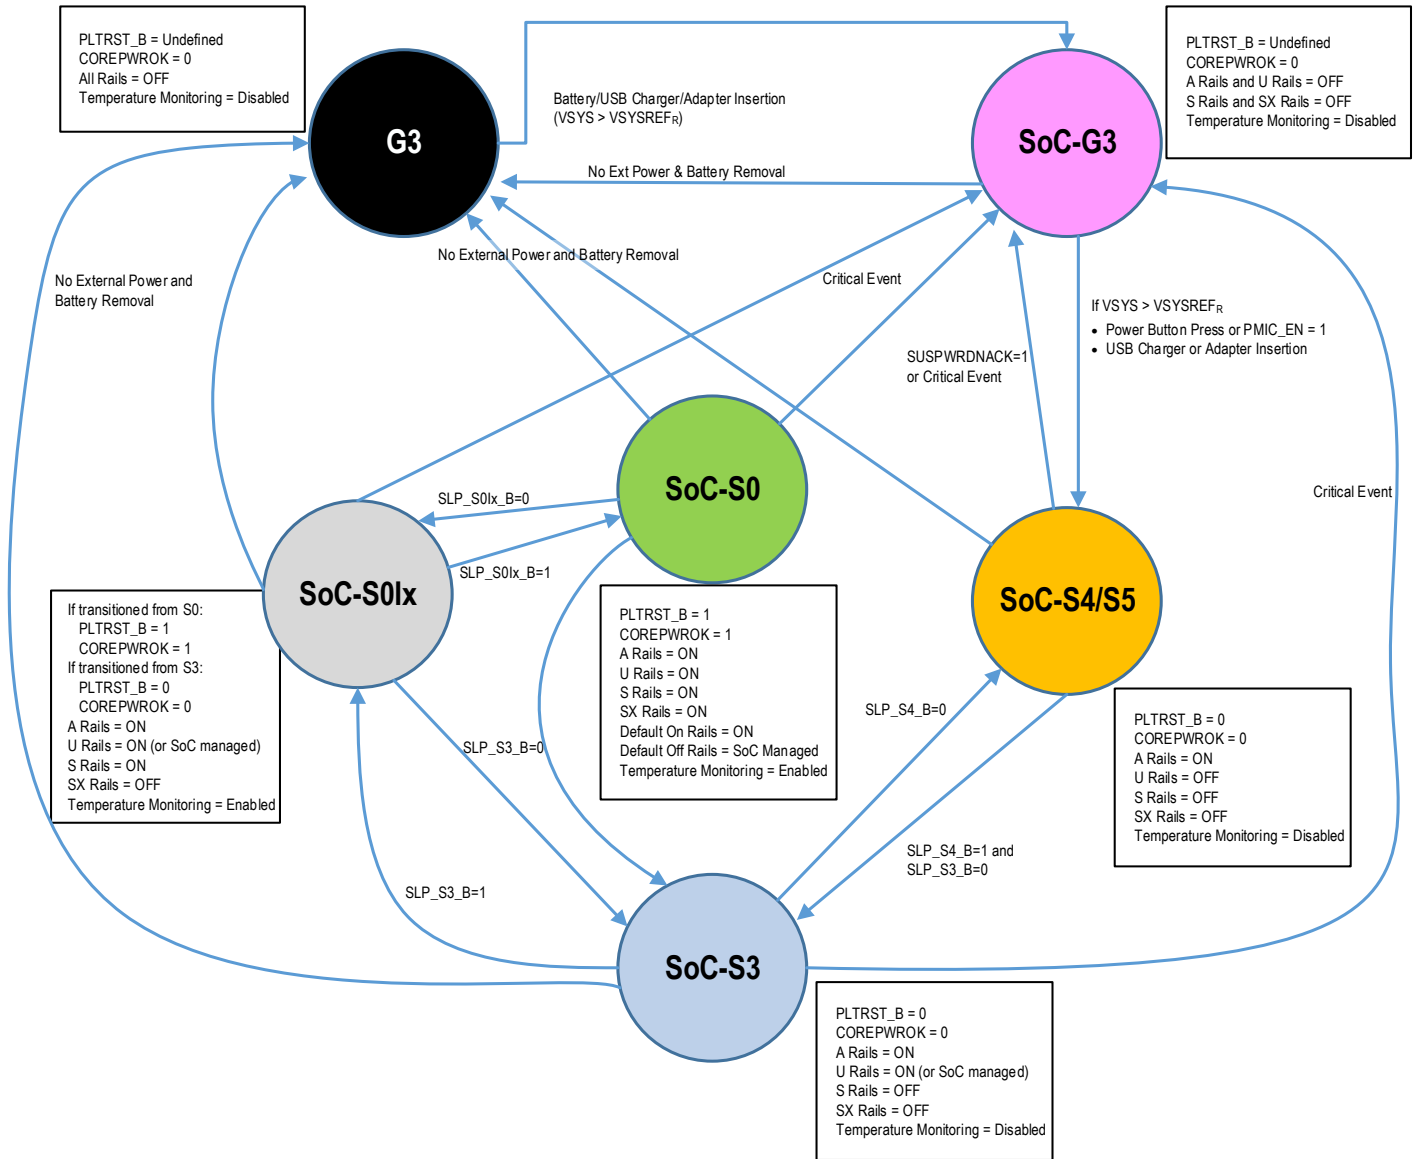 PLTRST_B = Undefined
COREPWROK = 0
All Rails = OFF
Temperature Monitoring = Disabled
G3
Battery/USB Charger/Adapter Insertion
(VSYS > VSYSREFR)
SoC-G3
PLTRST_B = Undefined
COREPWROK = 0
A Rails and U Rails = OFF
S Rails and SX Rails = OFF
Temperature Monitoring = Disabled
No Ext Power & Battery Removal
No External Power and Battery Removal
No External Power and
Battery Removal
Critical Event
If VSYS > VSYSREFR
• Power Button Press or PMIC_EN = 1
• USB Charger or Adapter Insertion
SUSPWRDNACK=1
or Critical Event
Critical Event
SoC-S0
SLP_S0Ix_B=0
SLP_S0Ix_B=1
SoC-S0Ix
SoC-S4/S5
If transitioned from S0:
PLTRST_B = 1
COREPWROK = 1
If transitioned from S3:
PLTRST_B = 0
COREPWROK = 0
A Rails = ON
U Rails = ON (or SoC managed)
S Rails = ON
SX Rails = OFF
Temperature Monitoring = Enabled
PLTRST_B = 1
COREPWROK = 1
A Rails = ON
U Rails = ON
S Rails = ON
SX Rails = ON
Default On Rails = ON
Default Off Rails = SoC Managed
Temperature Monitoring = Enabled
SLP_S4_B=0
PLTRST_B = 0
COREPWROK = 0
A Rails = ON
U Rails = OFF
S Rails = OFF
SX Rails = OFF
Temperature Monitoring = Disabled
SLP_S3_B=0
SLP_S4_B=1 and
SLP_S3_B=0
SLP_S3_B=1
SoC-S3
PLTRST_B = 0
COREPWROK = 0
A Rails = ON
U Rails = ON (or SoC managed)
S Rails = OFF
SX Rails = OFF
Temperature Monitoring = Disabled